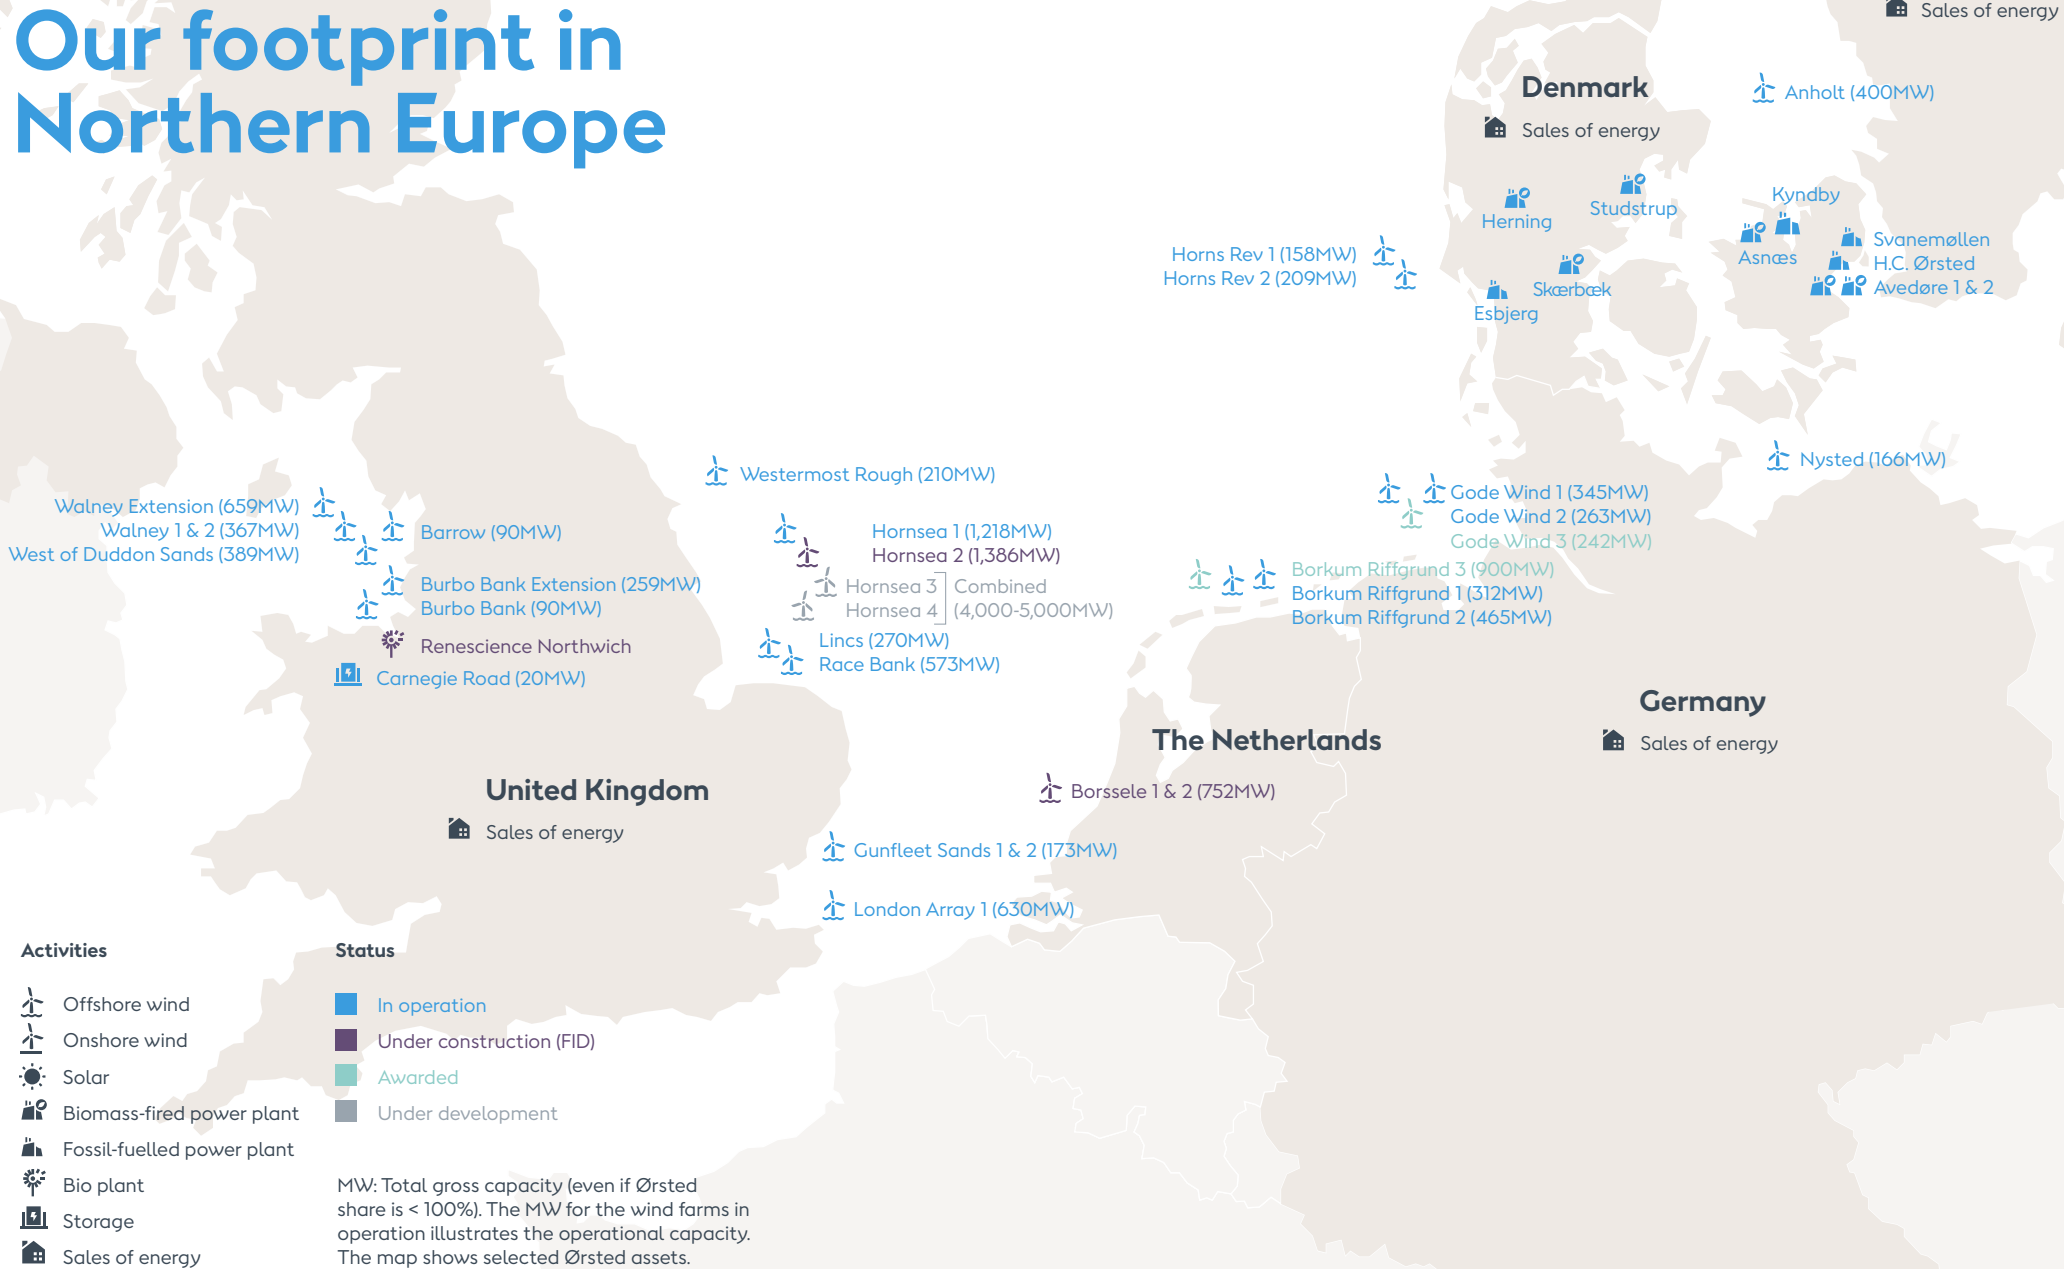 Our footprint in
Northern Europe
Sales of energy
Denmark
Sales of energy
Anholt (400MW)
Herning
Studstrup
Kyndby
Asnæs
Svanemøllen
H.C. Ørsted
Avedøre 1 & 2
Skærbæk
Esbjerg
Horns Rev 1 (158MW)
Horns Rev 2 (209MW)
Nysted (166MW)
Westermost Rough (210MW)
Walney Extension (659MW)
Walney 1 & 2 (367MW)
West of Duddon Sands (389MW)
Barrow (90MW)
Burbo Bank Extension (259MW)
Burbo Bank (90MW)
Renescience Northwich
Carnegie Road (20MW)
Hornsea 1 (1,218MW)
Hornsea 2 (1,386MW)
Hornsea 3 Combined
Hornsea 4 (4,000-5,000MW)
Lincs (270MW)
Race Bank (573MW)
Gode Wind 1 (345MW)
Gode Wind 2 (263MW)
Gode Wind 3 (242MW)
Borkum Riffgrund 3 (900MW)
Borkum Riffgrund 1 (312MW)
Borkum Riffgrund 2 (465MW)
Germany
Sales of energy
The Netherlands
Borssele 1 & 2 (752MW)
United Kingdom
Sales of energy
Gunfleet Sands 1 & 2 (173MW)
London Array 1 (630MW)
Activities
Offshore wind
Onshore wind
Solar
Biomass-fired power plant
Fossil-fuelled power plant
Bio plant
Storage
Sales of energy
Status
In operation
Under construction (FID)
Awarded
Under development
MW: Total gross capacity (even if Ørsted
share is < 100%). The MW for the wind farms in
operation illustrates the operational capacity.
The map shows selected Ørsted assets.